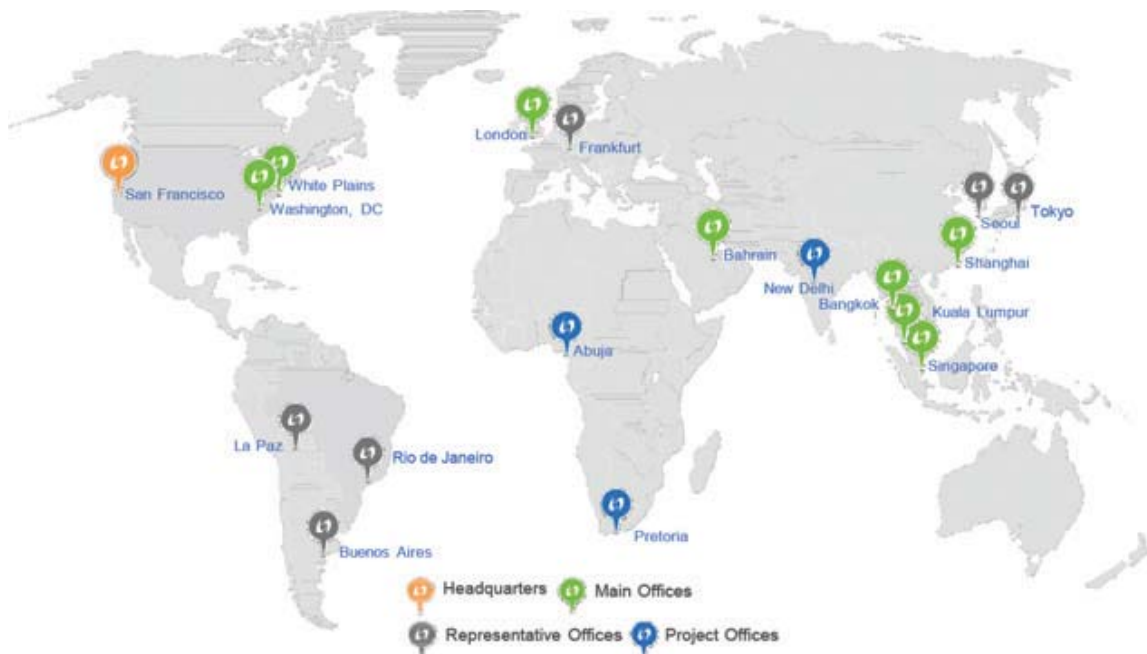 London
Frankfurt
White Plains
San Francisco
Washington, DC
Seoul
Tokyo
Bahrain
Shanghai
New Delhi
Bangkok
Kuala Lumpur
Abuja
Singapore
La Paz
Rio de Janeiro
Pretoria
Buenos Aires
Headquarters
Main Offices
Representative Offices
Project Offices